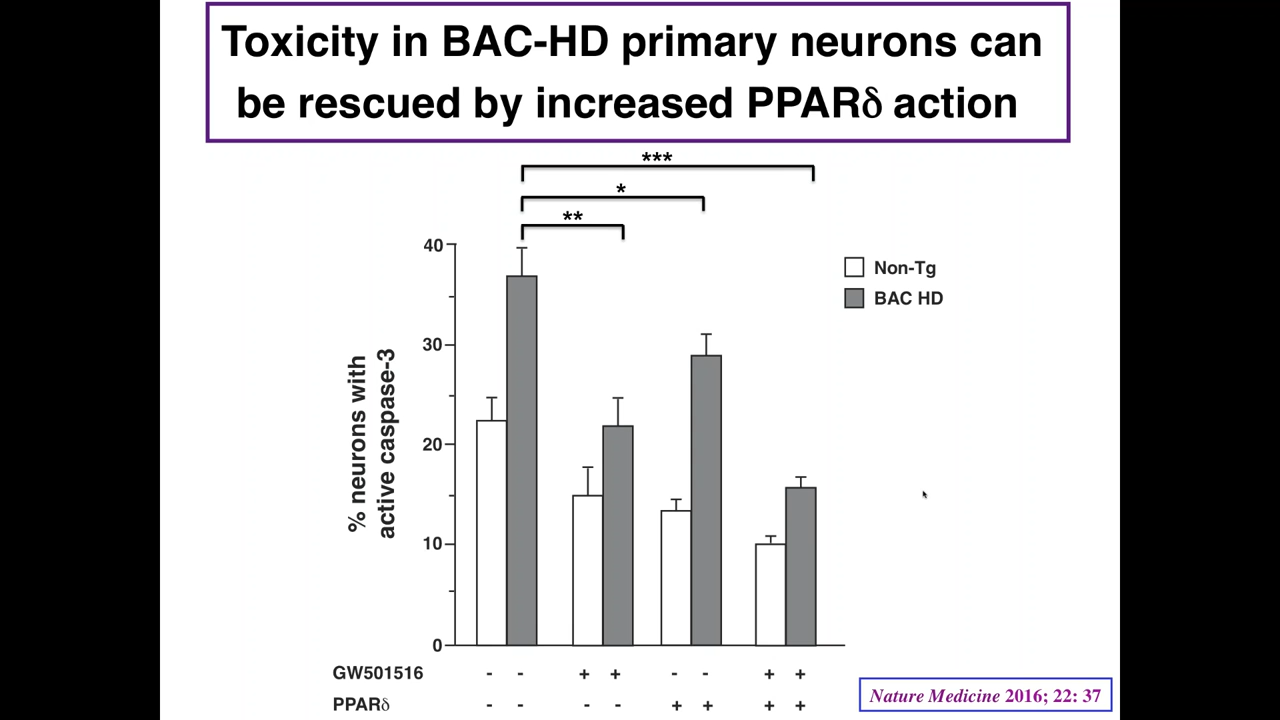 Toxicity in BAC-HD primary neurons can
be rescued by increased PPARδ action
***
*
**
40
30
20
10
0
% neurons with
active caspase-3
Non-Tg
BAC HD
GW501516 - - + + - - + +
PPARδ - - - - + + + +
Nature Medicine 2016; 22: 37